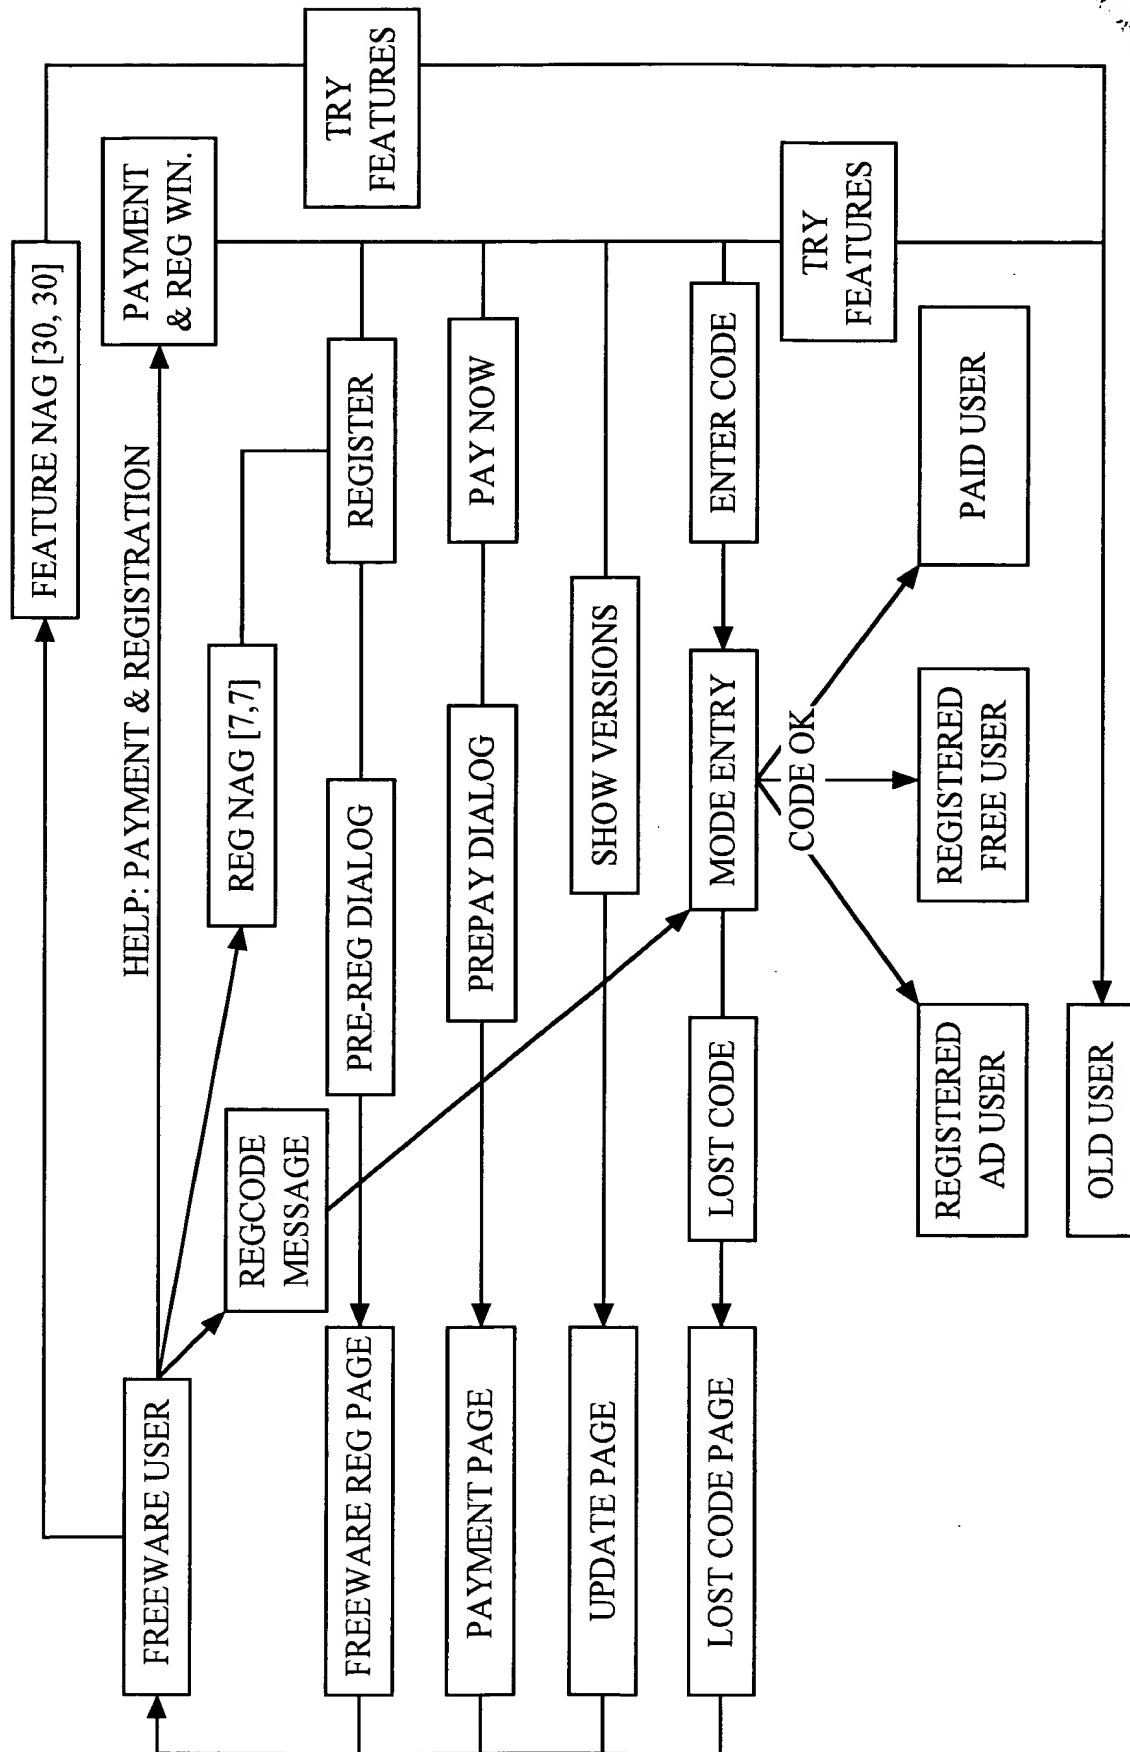 FEATURE NAG [30, 30]
TRY
FEATURES
HELP: PAYMENT & REGISTRATION
PAYMENT
& REG WIN.
FREEWARE USER
REG NAG [7,7]
REGCODE
MESSAGE
FREEWARE REG PAGE
PRE-REG DIALOG
REGISTER
PAYMENT PAGE
PREPAY DIALOG
PAY NOW
UPDATE PAGE
SHOW VERSIONS
LOST CODE PAGE
LOST CODE
MODE ENTRY
ENTER CODE
CODE OK
TRY
FEATURES
REGISTERED
AD USER
REGISTERED
FREE USER
PAID USER
OLD USER